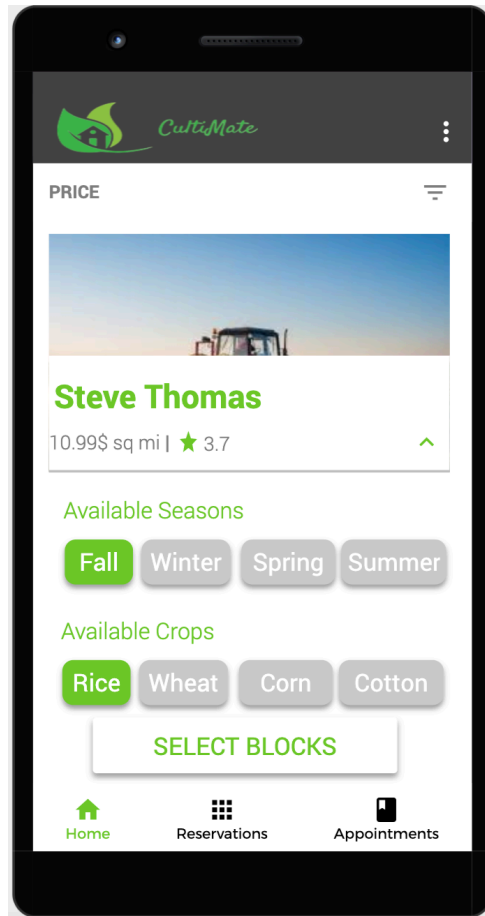 CultiMate
PRICE
Steve Thomas
10.99$ sq mi | ★ 3.7
Available Seasons
Fall Winter Spring Summer
Available Crops
Rice Wheat Corn Cotton
SELECT BLOCKS
Home Reservations Appointments